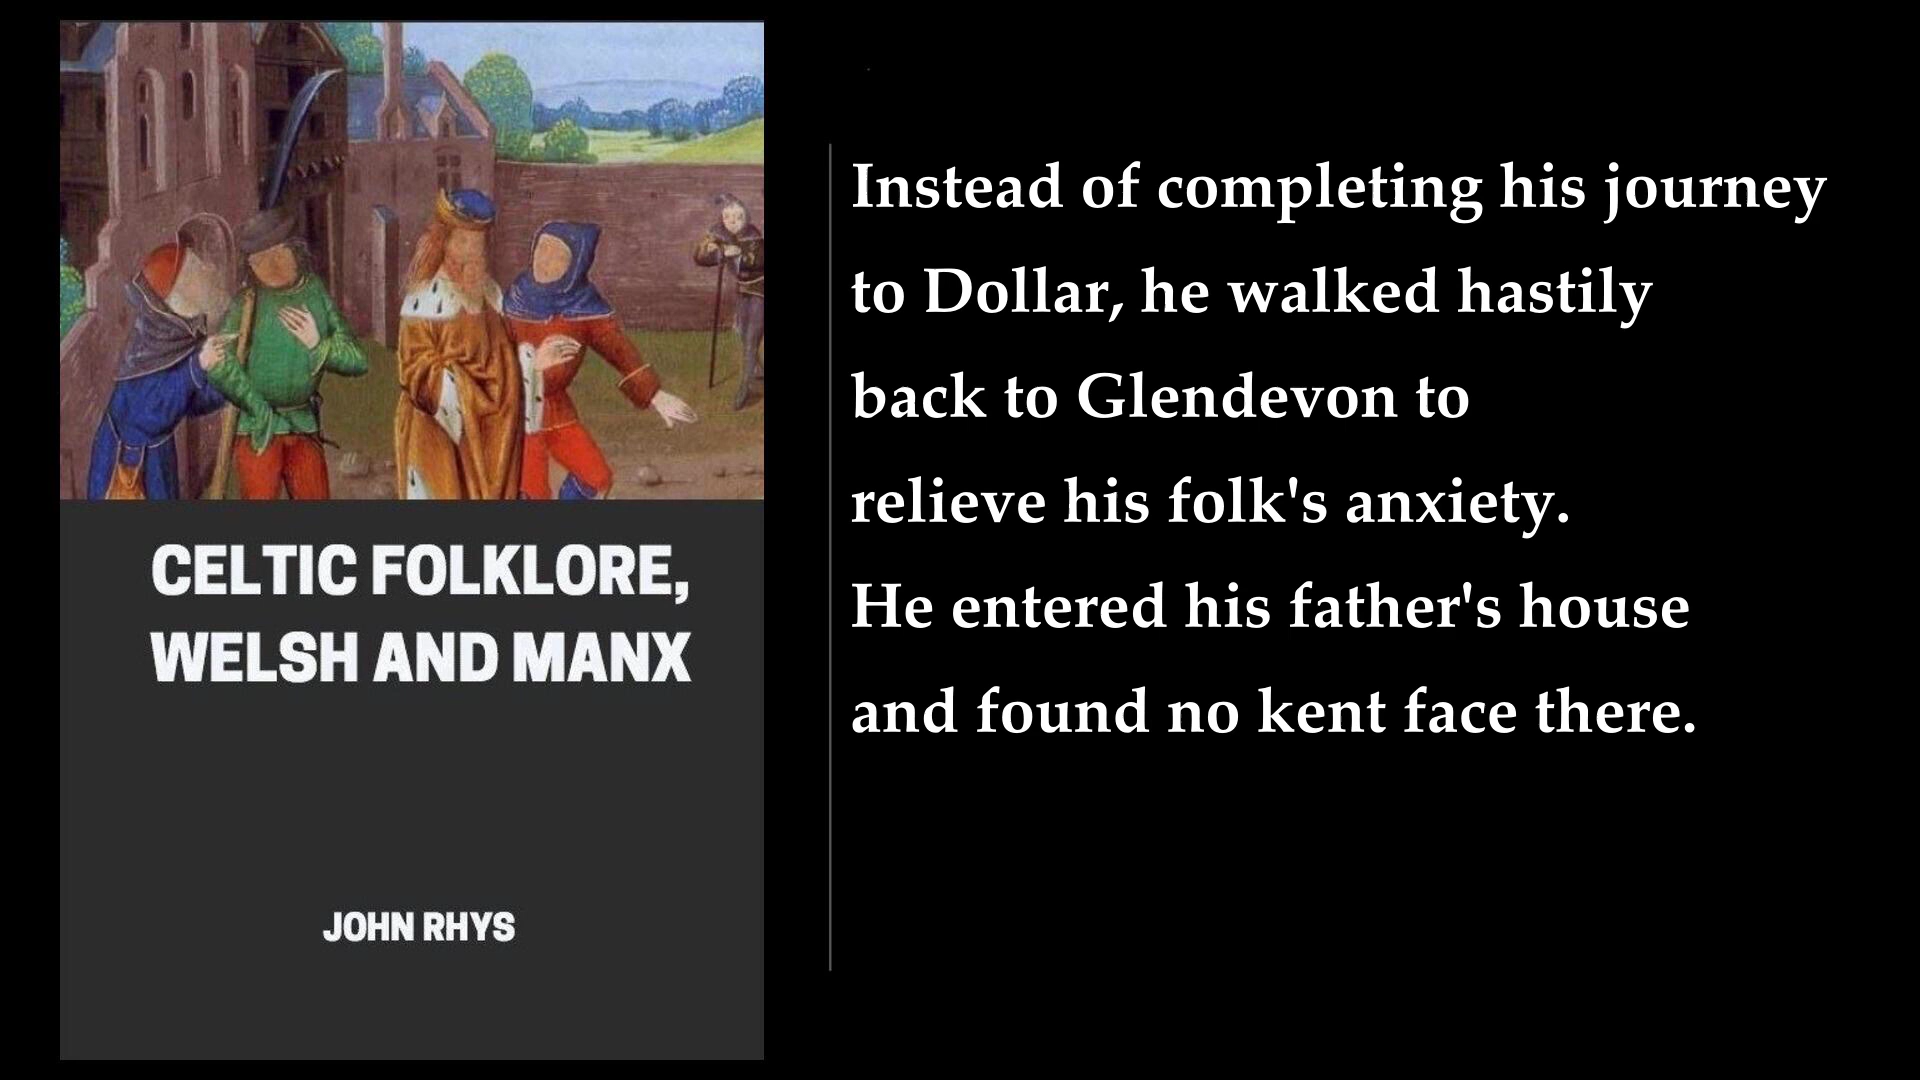 CELTIC FOLKLORE,
WELSH AND MANX
JOHN RHYS
Instead of completing his journey
to Dollar, he walked hastily
back to Glendevon to
relieve his folk's anxiety.
He entered his father's house
and found no kent face there.